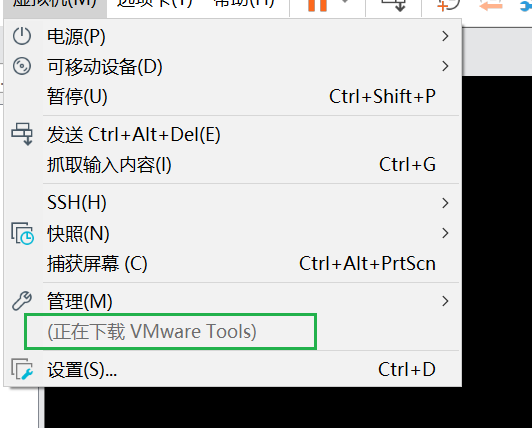 虚拟机(M) 选项卡(T) 帮助(H)
电源(P)
可移动设备(D)
暂停(U) Ctrl+Shift+P
发送 Ctrl+Alt+Del(E)
抓取输入内容(I) Ctrl+G
SSH(H)
快照(N)
捕获屏幕 (C) Ctrl+Alt+PrtScn
管理(M)
(正在下载 VMware Tools)
设置(S)... Ctrl+D